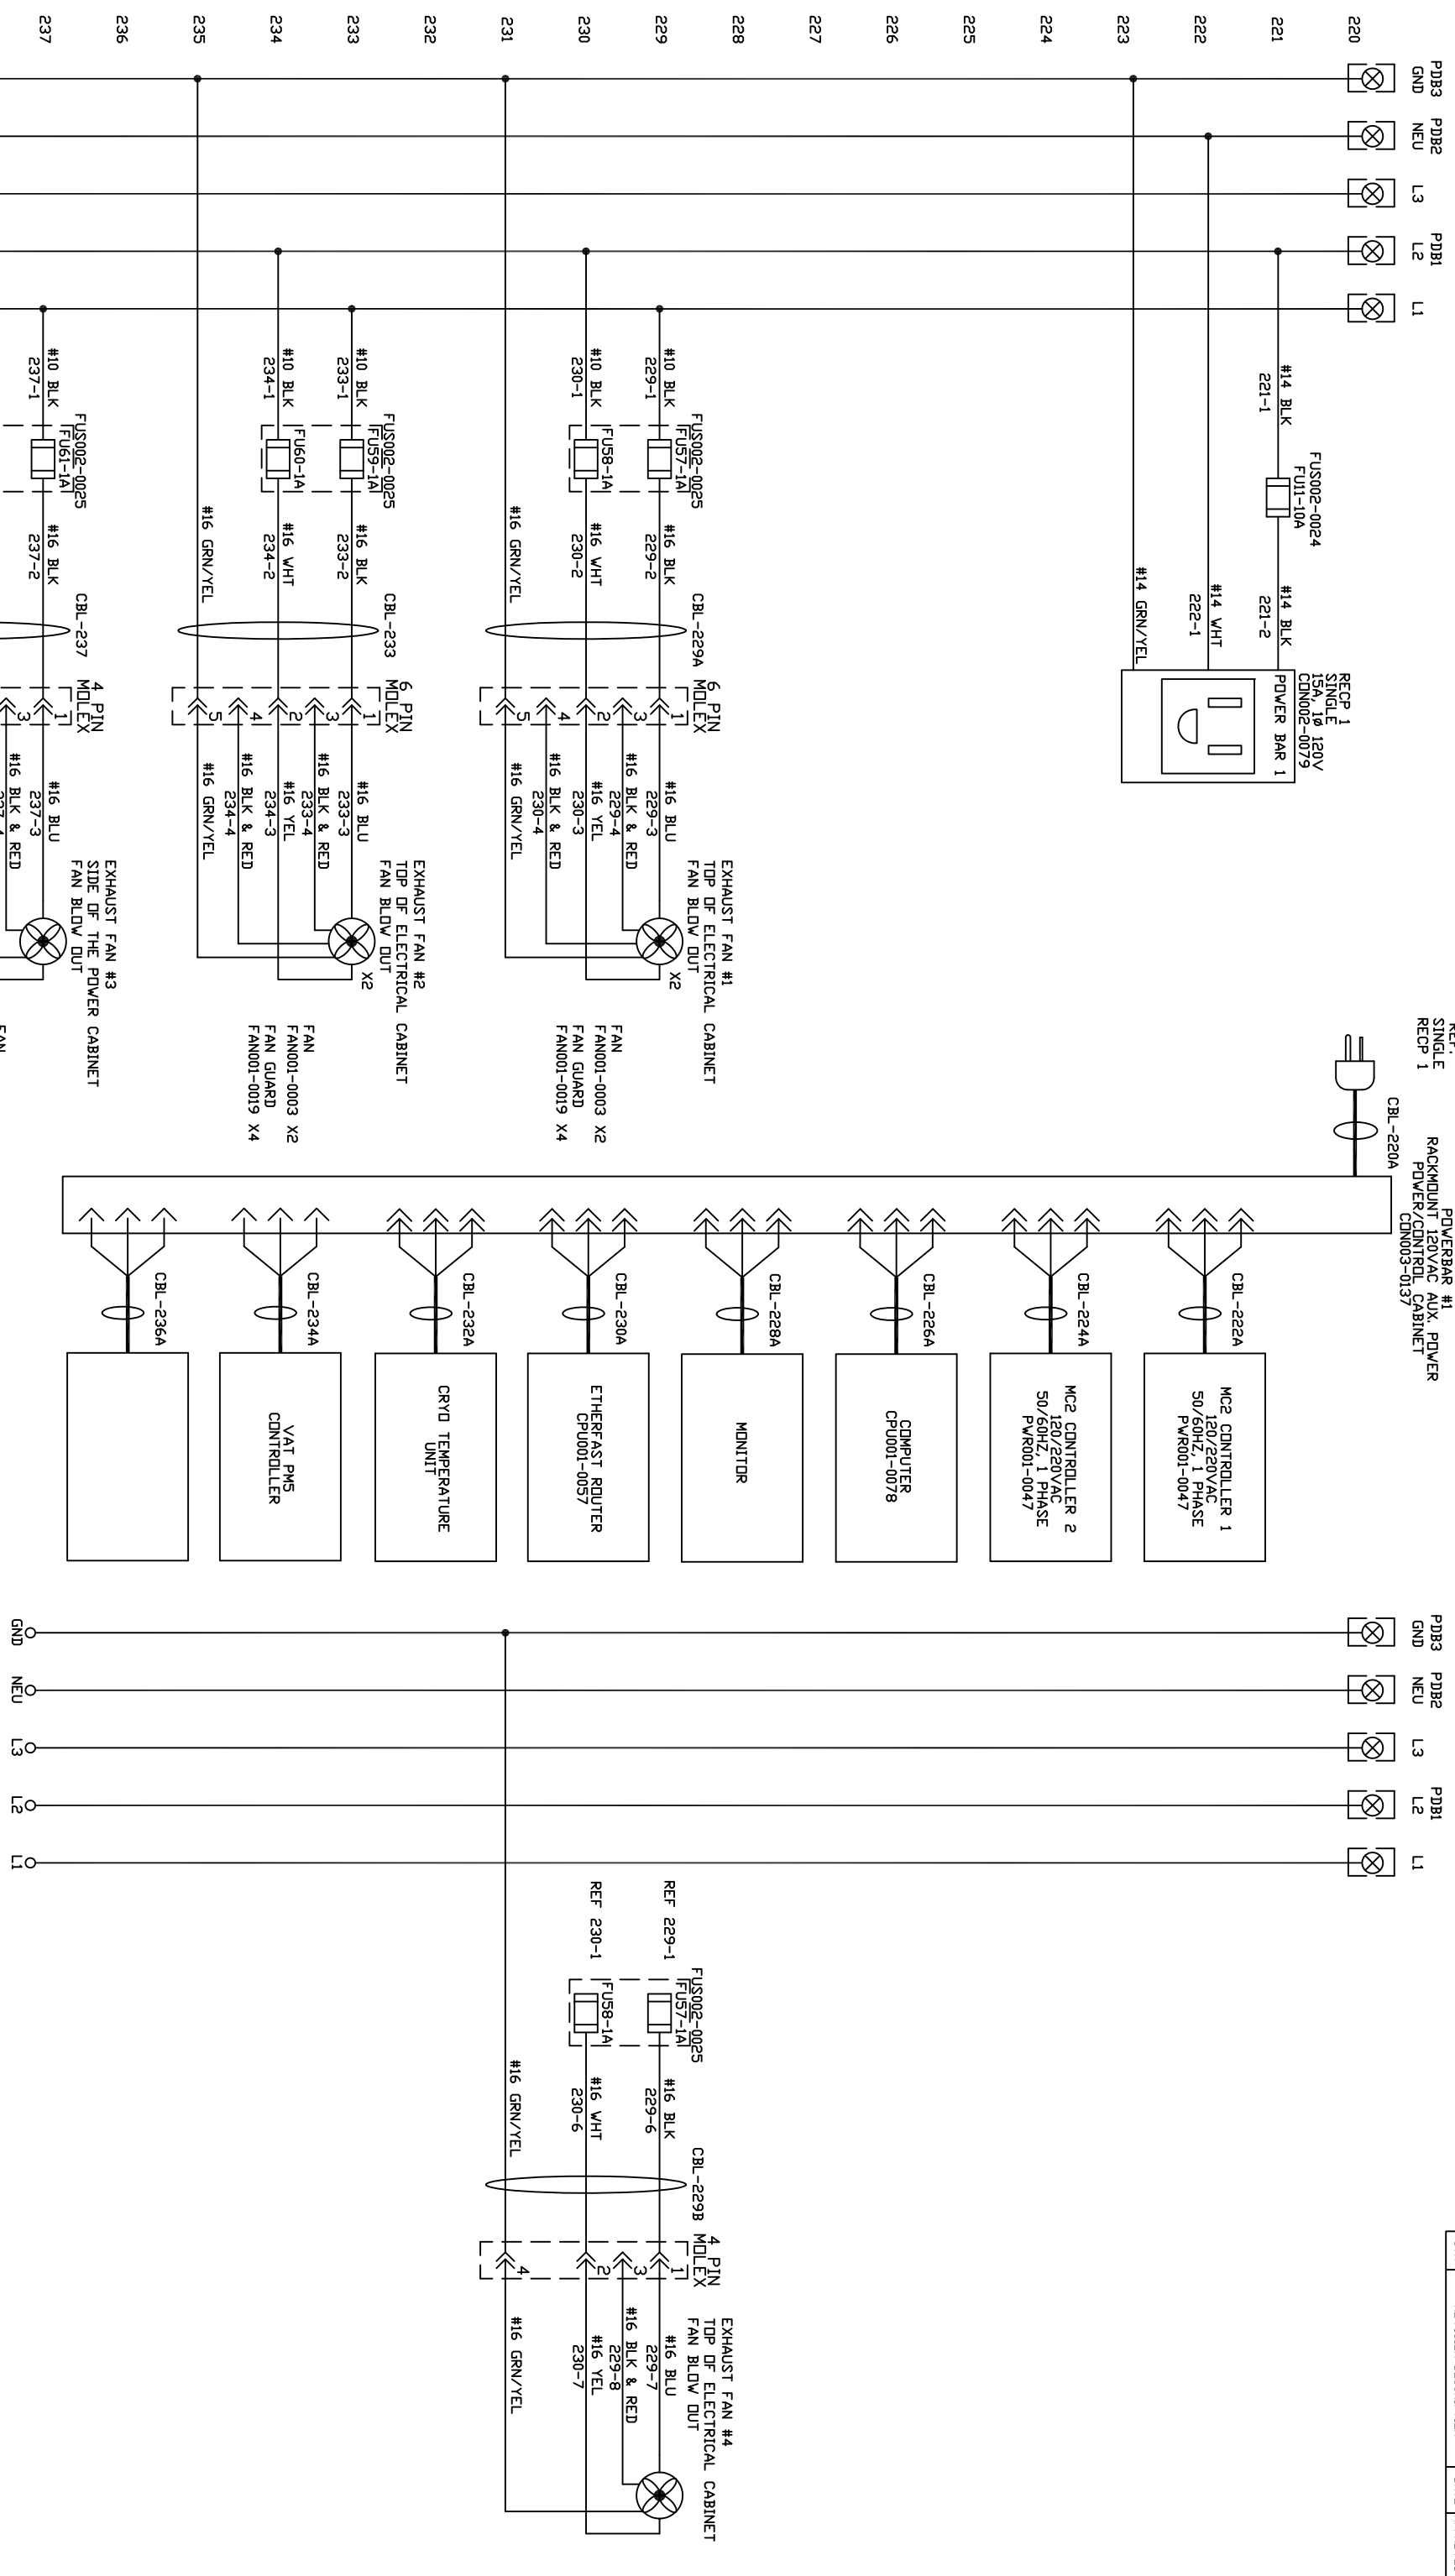 220
221
222
223
224
225
226
227
228
229
230
231
232
233
234
235
236
237
PDB3
GND
PDB2
NEU
L3
PDB1
L2
L1
#14 BLK
221-1
FUS002-0024
FU11-10A
#14 BLK
221-2
#14 WHT
222-1
#14 GRN/YEL
RECP 1
SINGLE
15A, 1Ø 120V
CON002-0079
POWER BAR 1
#10 BLK
229-1
FUS002-0025
FU57-1A
#16 BLK
229-2
#10 BLK
230-1
FU58-1A
#16 WHT
230-2
#16 GRN/YEL
CBL-229A
6 PIN
MOLEX
1
3
2
4
5
#16 BLU
229-3
#16 BLK & RED
229-4
#16 YEL
230-3
#16 BLK & RED
230-4
#16 GRN/YEL
EXHAUST FAN #1
TOP OF ELECTRICAL CABINET
FAN BLOW OUT
X2
FAN
FAN001-0003 X2
FAN GUARD
FAN001-0019 X4
#10 BLK
233-1
FUS002-0025
FU59-1A
#16 BLK
233-2
#10 BLK
234-1
FU60-1A
#16 WHT
234-2
#16 GRN/YEL
CBL-233
6 PIN
MOLEX
1
3
2
4
5
#16 BLU
233-3
#16 BLK & RED
233-4
#16 YEL
234-3
#16 BLK & RED
234-4
#16 GRN/YEL
EXHAUST FAN #2
TOP OF ELECTRICAL CABINET
FAN BLOW OUT
X2
FAN
FAN001-0003 X2
FAN GUARD
FAN001-0019 X4
#10 BLK
237-1
FUS002-0025
FU61-1A
#16 BLK
237-2
CBL-237
4 PIN
MOLEX
1
3
#16 BLU
237-3
#16 BLK & RED
EXHAUST FAN #3
SIDE OF THE POWER CABINET
FAN BLOW OUT
FAN
REF.
SINGLE
RECP 1
CBL-220A
POWERBAR #1
RACKMOUNT 120VAC AUX. POWER
POWER/CONTROL CABINET
CON003-0137
CBL-222A
MC2 CONTROLLER 1
120/220VAC
50/60HZ, 1 PHASE
PWR001-0047
CBL-224A
MC2 CONTROLLER 2
120/220VAC
50/60HZ, 1 PHASE
PWR001-0047
CBL-226A
COMPUTER
CPU001-0078
CBL-228A
MONITOR
CBL-230A
ETHERFAST ROUTER
CPU001-0057
CBL-232A
CRYO TEMPERATURE
UNIT
CBL-234A
VAT PM5
CONTROLLER
CBL-236A
PDB3
GND
PDB2
NEU
L3
PDB1
L2
L1
GND
NEU
L3
L2
L1
REF 229-1
REF 230-1
FUS002-0025
FU57-1A
FU58-1A
#16 BLK
229-6
#16 WHT
230-6
#16 GRN/YEL
CBL-229B
4 PIN
MOLEX
1
3
2
4
#16 BLU
229-7
#16 BLK & RED
229-8
#16 YEL
230-7
#16 GRN/YEL
EXHAUST FAN #4
TOP OF ELECTRICAL CABINET
FAN BLOW OUT